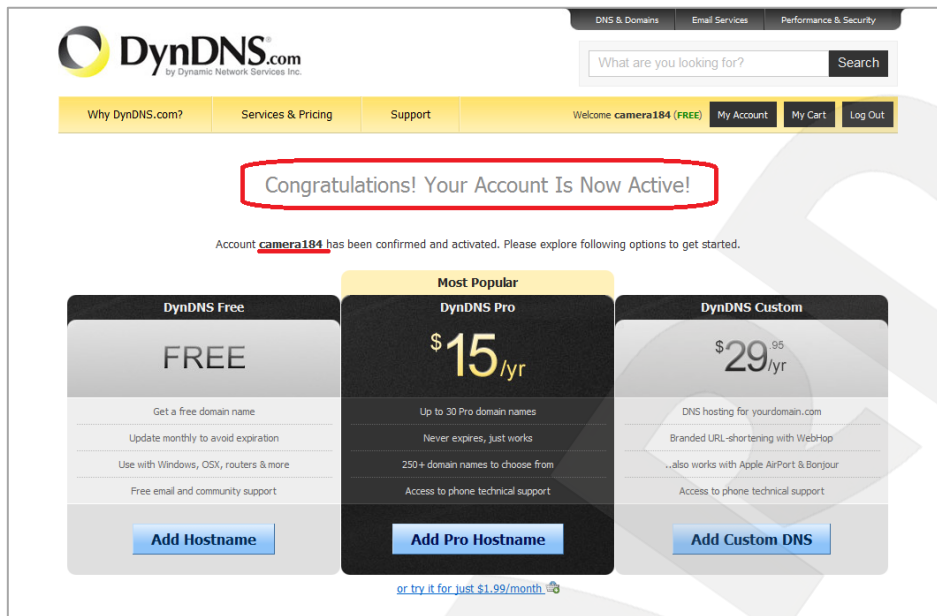 DNS & Domains Email Services Performance & Security
DynDNS.com
by Dynamic Network Services Inc.
What are you looking for? Search
Why DynDNS.com? Services & Pricing Support Welcome camera184 (FREE) My Account My Cart Log Out
Congratulations! Your Account Is Now Active!
Account camera184 has been confirmed and activated. Please explore following options to get started.
Most Popular
DynDNS Free DynDNS Pro DynDNS Custom
FREE $15/yr $29.95/yr
Get a free domain name Up to 30 Pro domain names DNS hosting for yourdomain.com
Update monthly to avoid expiration Never expires, just works Branded URL-shortening with WebHop
Use with Windows, OSX, routers & more 250+ domain names to choose from ..also works with Apple AirPort & Bonjour
Free email and community support Access to phone technical support Access to phone technical support
Add Hostname Add Pro Hostname Add Custom DNS
or try it for just $1.99/month